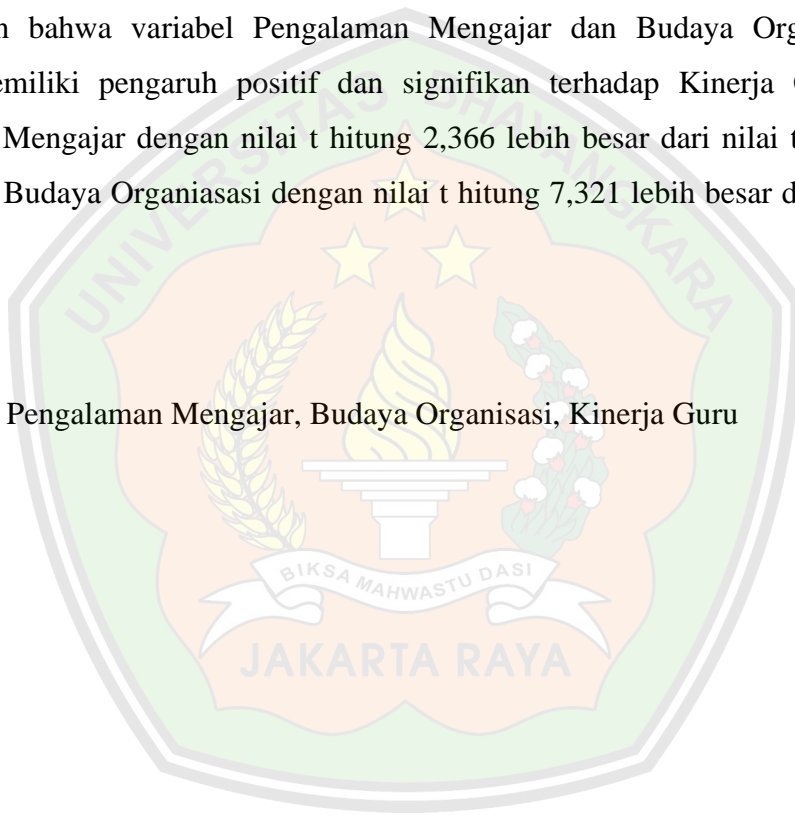 bahwa variabel Pengalaman Mengajar dan Budaya
pengaruh positif dan signifikan terhadap Kinerja
Mengajar dengan nilai t hitung 2,366 lebih besar dari nilai t
Budaya Organiasasi dengan nilai t hitung 7,321 lebih besar
Pengalaman Mengajar, Budaya Organisasi, Kinerja Guru
UNIVERSITAS BHAYANGKARA
BIKSA MAHWASTU DASI
JAKARTA RAYA